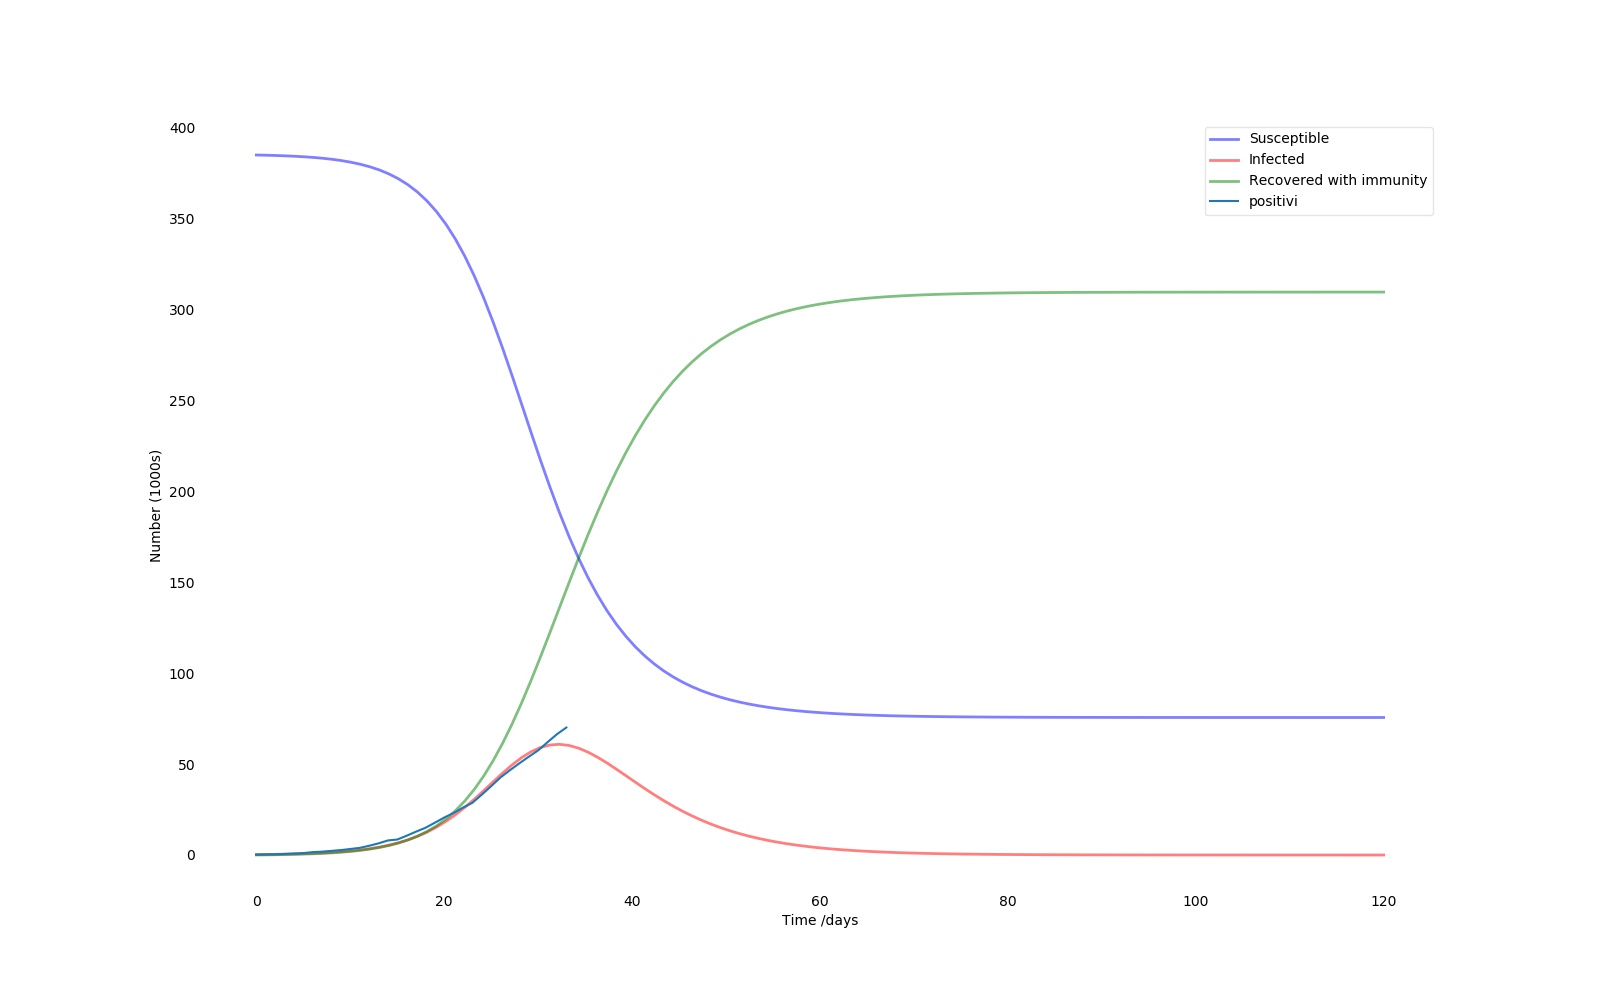 400
350
300
250
200
150
100
50
0
Number (1000s)
0 20 40 60 80 100 120
Time /days
Susceptible
Infected
Recovered with immunity
positivi